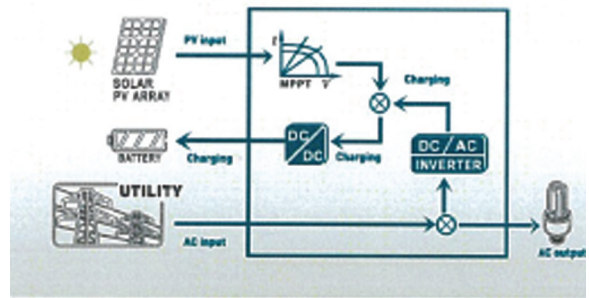 PV input
I
MPPT V
Charging
SOLAR
PV ARRAY
DC
DC
Charging
DC/AC
INVERTER
BATTERY
Charging
UTILITY
AC input
AC output